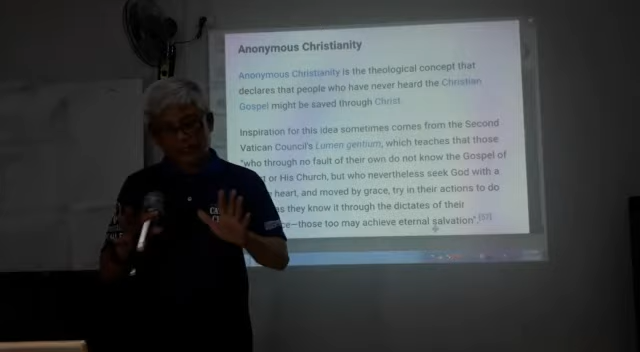 Anonymous Christianity
Anonymous Christianity is the theological concept that
declares that people who have never heard the Christian
Gospel might be saved through Christ.
Inspiration for this idea sometimes comes from the Second
Vatican Council's Lumen gentium, which teaches that those
"who through no fault of their own do not know the Gospel of
or His Church, but who nevertheless seek God with a
heart, and moved by grace, try in their actions to do
as they know it through the dictates of their
those too may achieve eternal salvation"